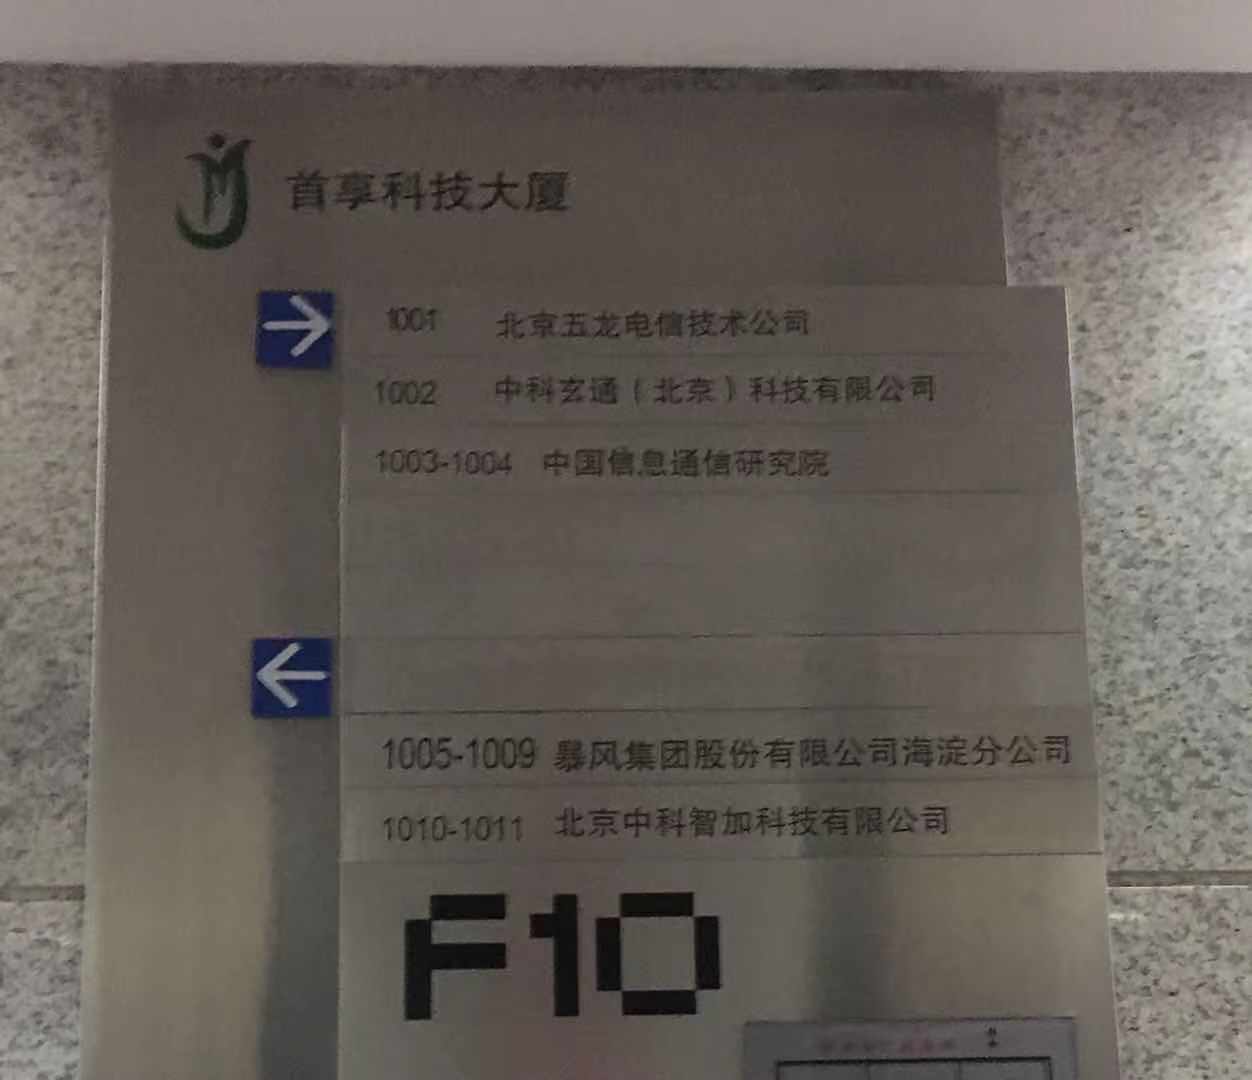 首享科技大厦
1001 北京五龙电信技术公司
1002 中科玄通（北京）科技有限公司
1003-1004 中国信息通信研究院
1005-1009 暴风集团股份有限公司海淀分公司
1010-1011 北京中科智加科技有限公司
F10